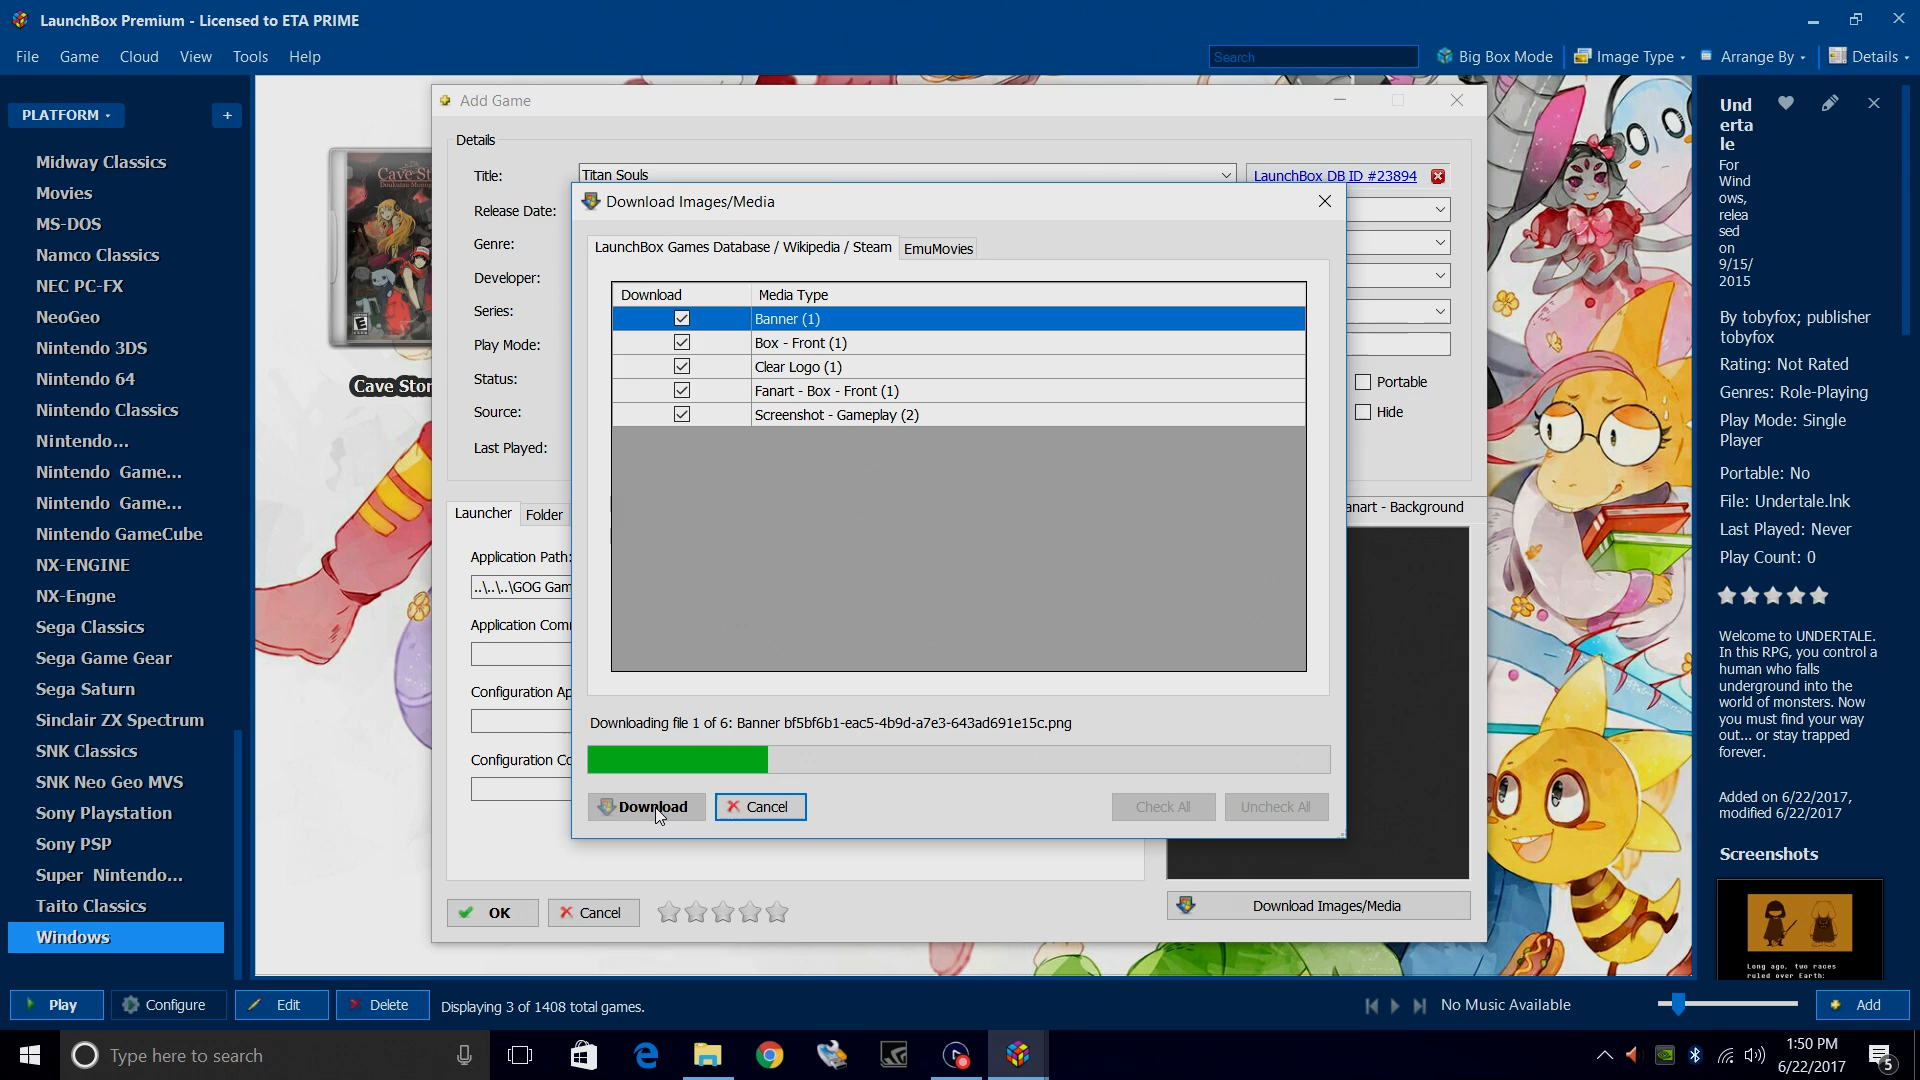 LaunchBox Premium - Licensed to ETA PRIME
File Game Cloud View Tools Help
Search
Big Box Mode
Image Type
Arrange By
Details
PLATFORM
+
Midway Classics
Movies
MS-DOS
Namco Classics
NEC PC-FX
NeoGeo
Nintendo 3DS
Nintendo 64
Nintendo Classics
Nintendo...
Nintendo Game...
Nintendo Game...
Nintendo GameCube
NX-ENGINE
NX-Engne
Sega Classics
Sega Game Gear
Sega Saturn
Sinclair ZX Spectrum
SNK Classics
SNK Neo Geo MVS
Sony Playstation
Sony PSP
Super Nintendo...
Taito Classics
Windows
Cave St
E
Cave Stor
Add Game
Details
Title:
Titan Souls
LaunchBox DB ID #23894
Release Date:
Genre:
Developer:
Series:
Play Mode:
Status:
Source:
Last Played:
Portable
Hide
Launcher
Folder
anart - Background
Application Path:
..\..\..\GOG Gam
Application Com
Configuration Ap
Configuration Co
OK
Cancel
Download Images/Media
Download Images/Media
LaunchBox Games Database / Wikipedia / Steam
EmuMovies
Download
Media Type
Banner (1)
Box - Front (1)
Clear Logo (1)
Fanart - Box - Front (1)
Screenshot - Gameplay (2)
Downloading file 1 of 6: Banner bf5bf6b1-eac5-4b9d-a7e3-643ad691e15c.png
Download
Cancel
Check All
Uncheck All
Und
erta
le
For
Wind
ows,
relea
sed
on
9/15/
2015
By tobyfox; publisher
tobyfox
Rating: Not Rated
Genres: Role-Playing
Play Mode: Single
Player
Portable: No
File: Undertale.lnk
Last Played: Never
Play Count: 0
Welcome to UNDERTALE.
In this RPG, you control a
human who falls
underground into the
world of monsters. Now
you must find your way
out... or stay trapped
forever.
Added on 6/22/2017,
modified 6/22/2017
Screenshots
Long ago, two races
ruled over Earth:
Play
Configure
Edit
Delete
Displaying 3 of 1408 total games.
No Music Available
Add
Type here to search
1:50 PM
6/22/2017
5